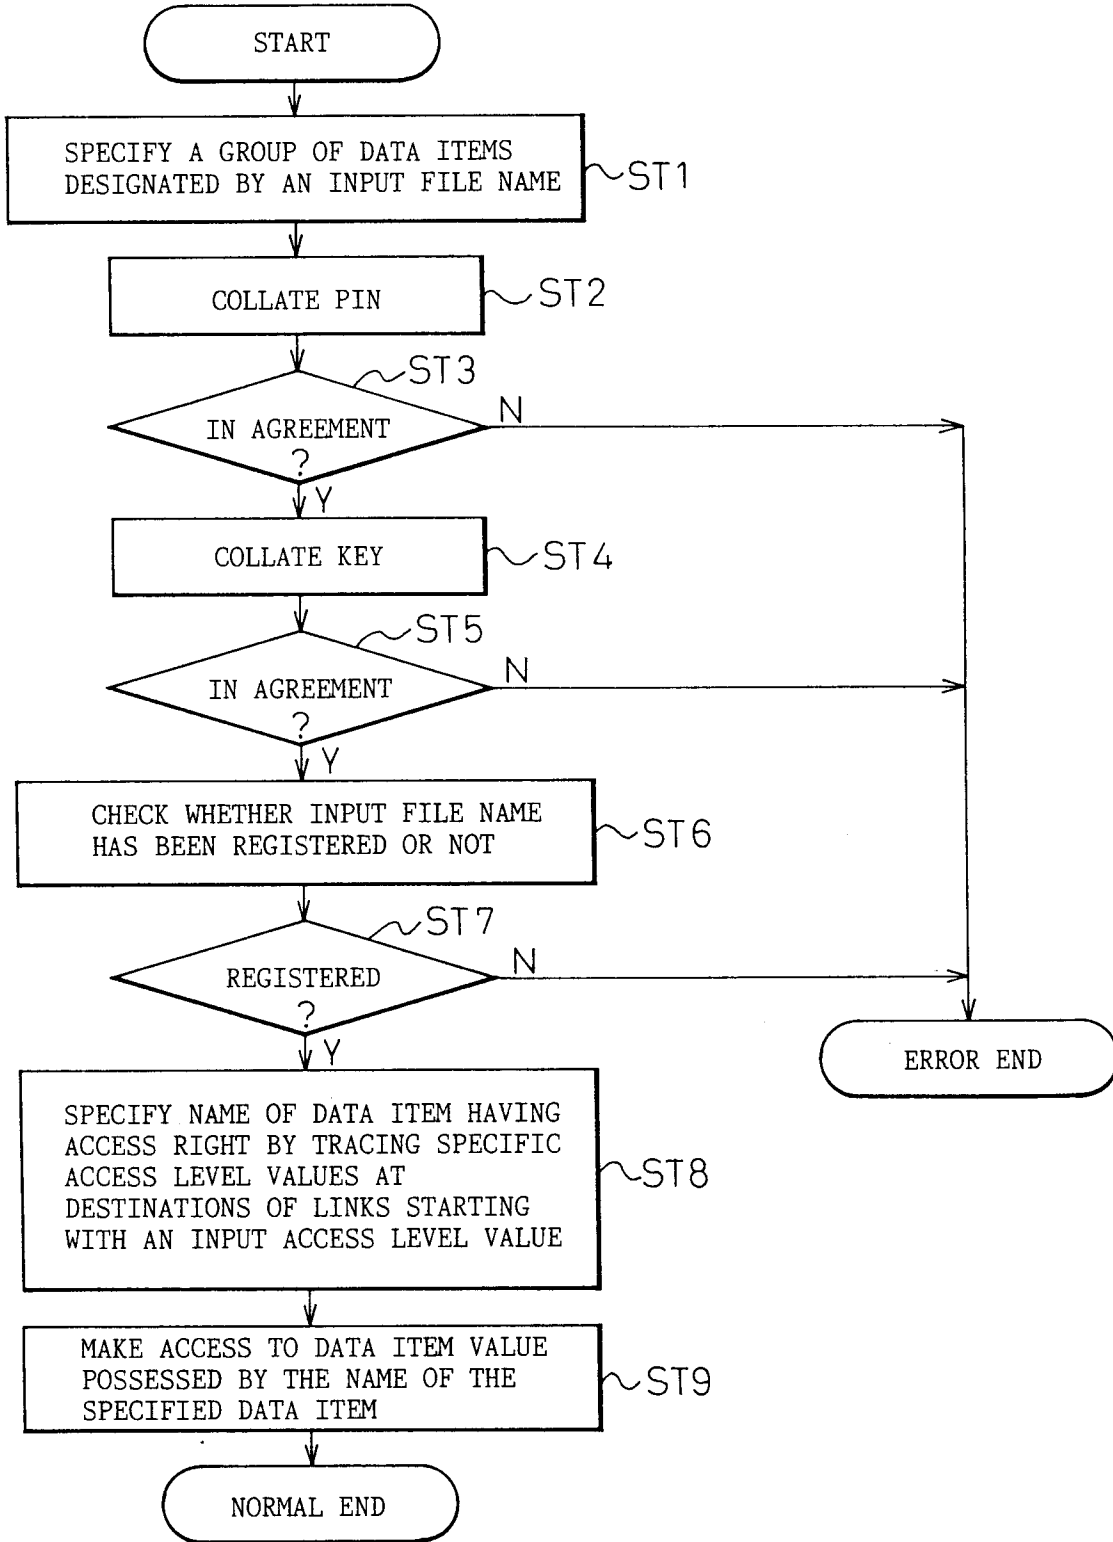 START
SPECIFY A GROUP OF DATA ITEMS
DESIGNATED BY AN INPUT FILE NAME
ST1
COLLATE PIN
ST2
ST3
IN AGREEMENT
?
N
Y
COLLATE KEY
ST4
ST5
IN AGREEMENT
?
N
Y
CHECK WHETHER INPUT FILE NAME
HAS BEEN REGISTERED OR NOT
ST6
ST7
REGISTERED
?
N
Y
ERROR END
SPECIFY NAME OF DATA ITEM HAVING
ACCESS RIGHT BY TRACING SPECIFIC
ACCESS LEVEL VALUES AT
DESTINATIONS OF LINKS STARTING
WITH AN INPUT ACCESS LEVEL VALUE
ST8
MAKE ACCESS TO DATA ITEM VALUE
POSSESSED BY THE NAME OF THE
SPECIFIED DATA ITEM
ST9
NORMAL END